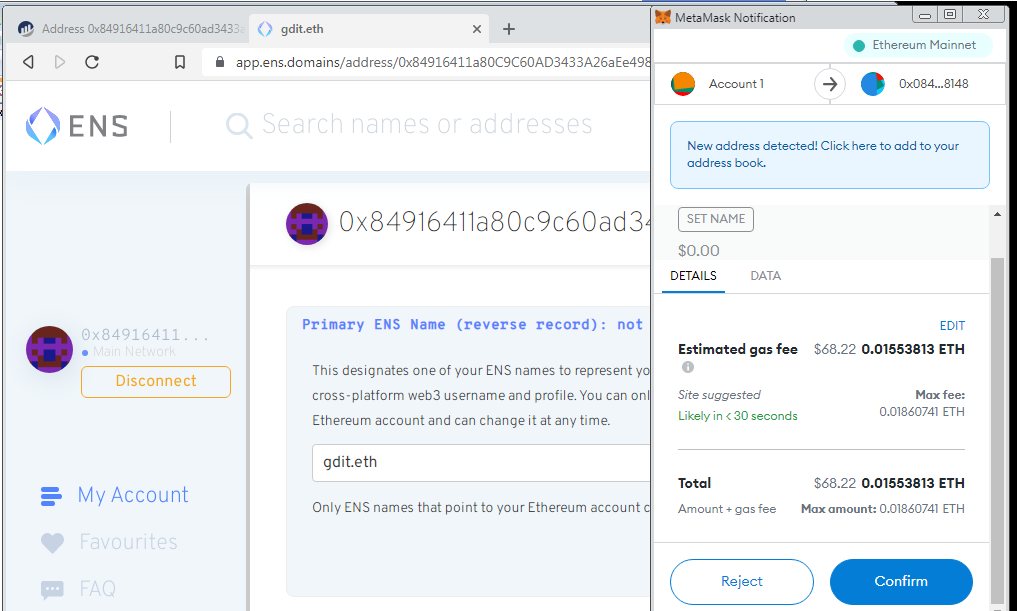 Address 0x84916411a80c9c60ad3433
gdit.eth
app.ens.domains/address/0x84916411a80C9C60AD3433A26aEe498
ENS
Search names or addresses
0x84916411a80c9c60ad34
0x84916411...
Main Network
Disconnect
My Account
Favourites
FAQ
Primary ENS Name (reverse record): not
This designates one of your ENS names to represent yo
cross-platform web3 username and profile. You can onl
Ethereum account and can change it at any time.
gdit.eth
Only ENS names that point to your Ethereum account c
MetaMask Notification
Ethereum Mainnet
Account 1
0x084...8148
New address detected! Click here to add to your
address book.
SET NAME
$0.00
DETAILS DATA
EDIT
Estimated gas fee $68.22 0.01553813 ETH
Site suggested Max fee:
Likely in < 30 seconds 0.01860741 ETH
Total $68.22 0.01553813 ETH
Amount + gas fee Max amount: 0.01860741 ETH
Reject Confirm